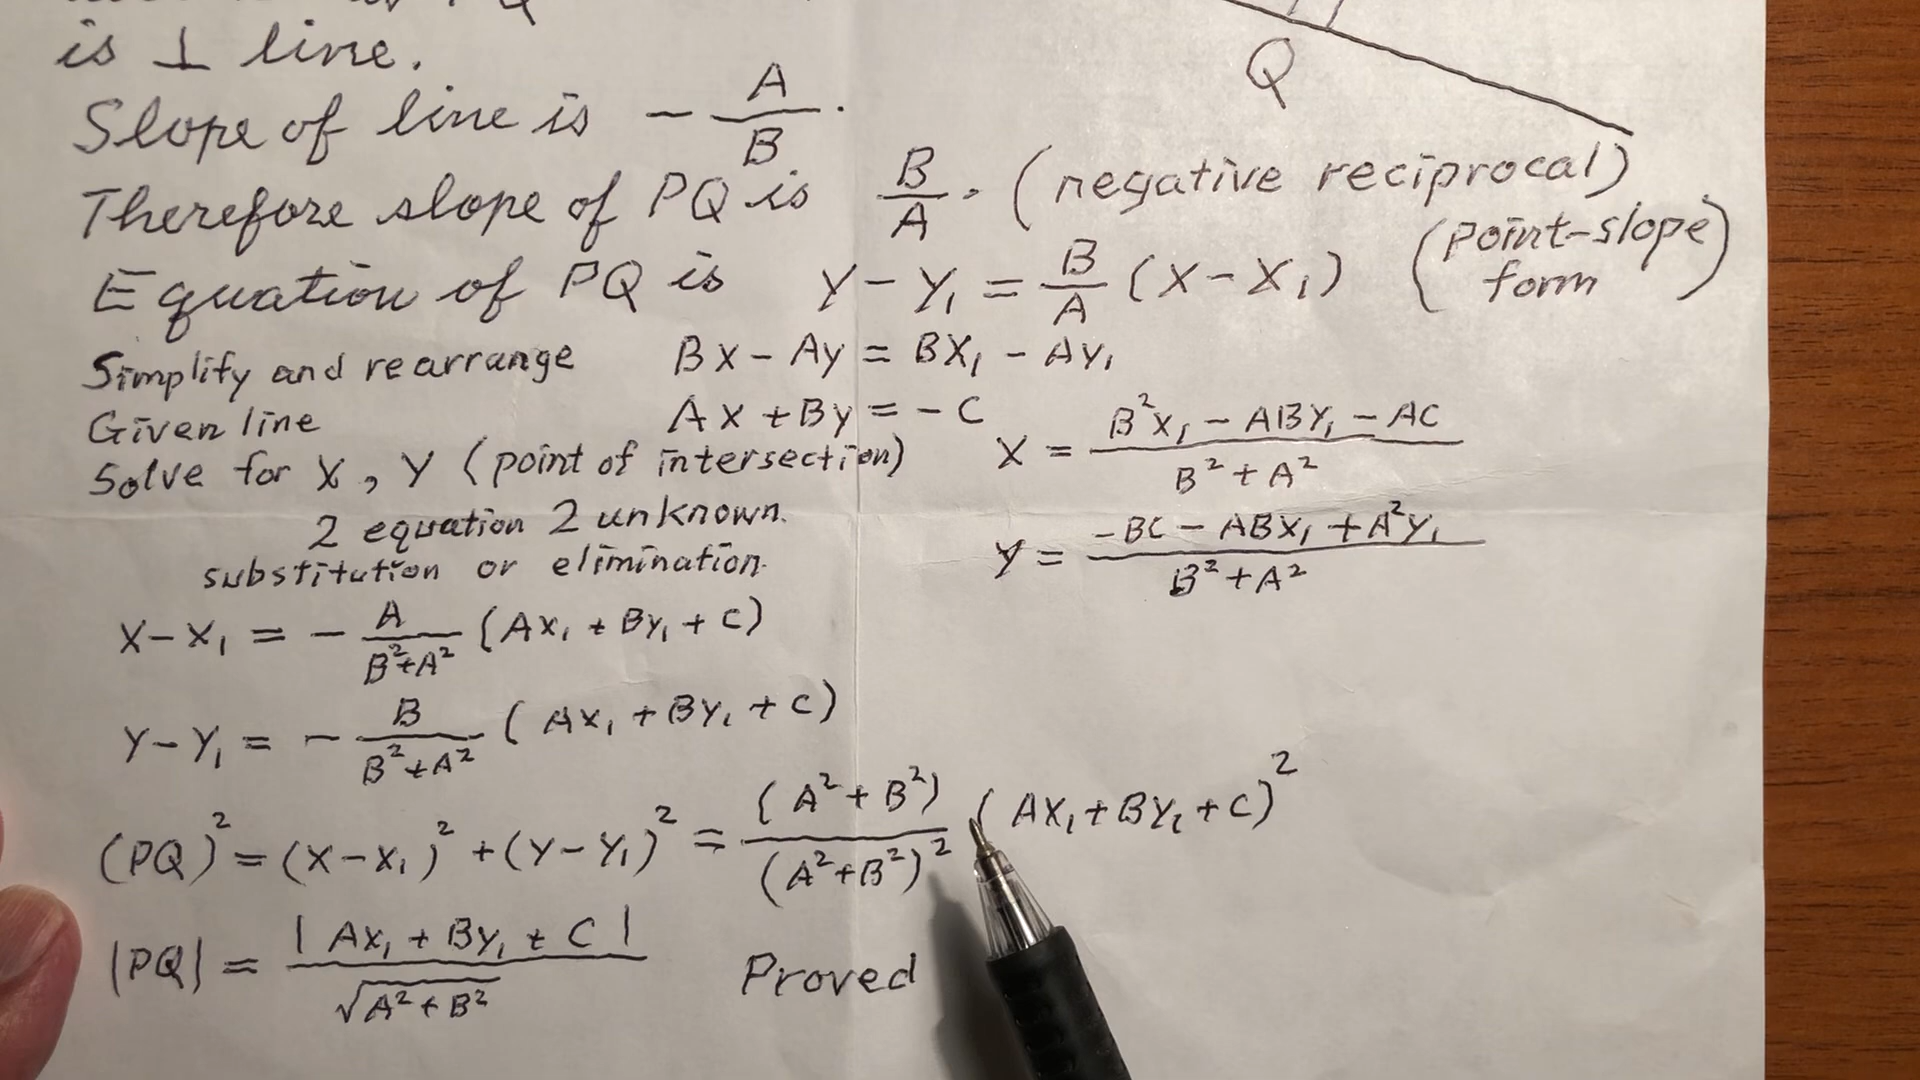 PQ
is ⊥ line.
Q
Slope of line is - A/B.
Therefore slope of PQ is B/A. (negative reciprocal)
Equation of PQ is Y - Y₁ = B/A (X - X₁) (point-slope form)
Simplify and rearrange Bx - Ay = BX₁ - AY₁
Given line Ax + By = - C
X = (B²X₁ - ABY₁ - AC)/(B² + A²)
Solve for X, Y (point of intersection)
2 equation 2 unknown.
Y = (-BC - ABX₁ + A²Y₁)/(B² + A²)
substitution or elimination.
X - X₁ = - A/(B²+A²) (AX₁ + BY₁ + C)
Y - Y₁ = - B/(B²+A²) (AX₁ + BY₁ + C)
(PQ)² = (X - X₁)² + (Y - Y₁)² = (A² + B²)/(A²+B²)² (AX₁ + BY₁ + C)²
|PQ| = |AX₁ + BY₁ + C|/√(A² + B²) Proved